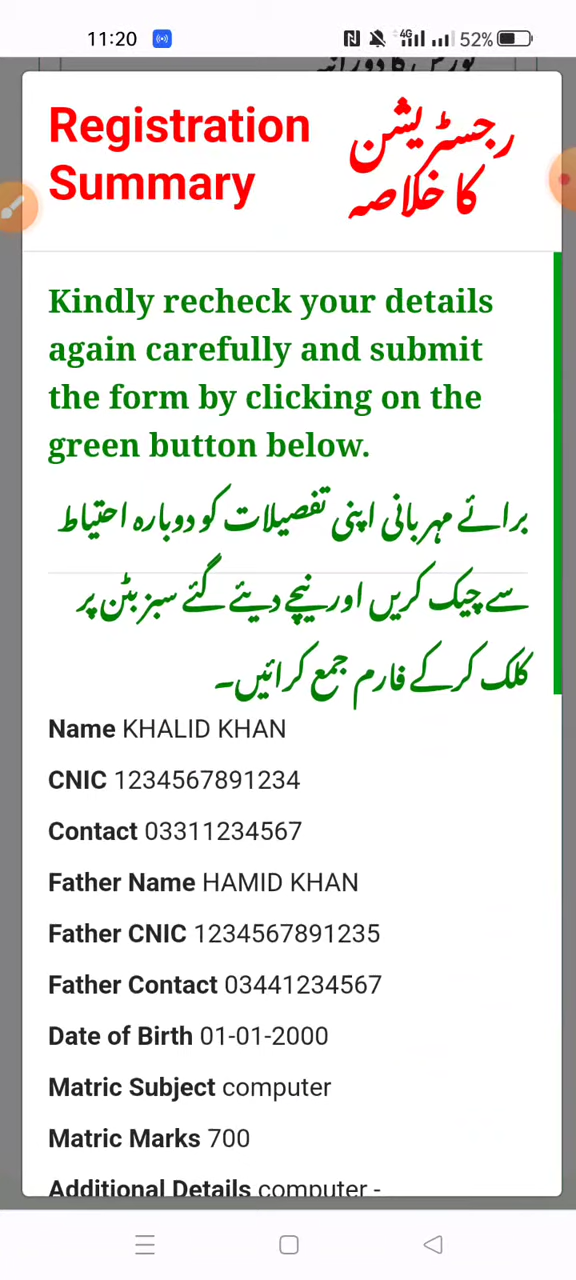 11:20
4G
52%
Registration
Summary
رجسٹریشن
کا خلاصہ
Kindly recheck your details
again carefully and submit
the form by clicking on the
green button below.
برائے مہربانی اپنی تفصیلات کو دوبارہ احتیاط
سے چیک کریں اور نیچے دیئے گئے سبز بٹن پر
کلک کر کے فارم جمع کرائیں۔
Name KHALID KHAN
CNIC 1234567891234
Contact 03311234567
Father Name HAMID KHAN
Father CNIC 1234567891235
Father Contact 03441234567
Date of Birth 01-01-2000
Matric Subject computer
Matric Marks 700
Additional Details computer -